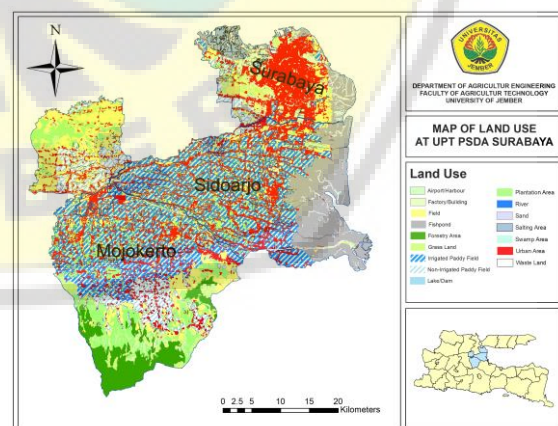 N
Surabaya
Sidoarjo
Mojokerto
0 2.5 5 10 15 20
Kilometers
UNIVERSITAS
JEMBER
DEPARTMENT OF AGRICULTUR ENGINEERING
FACULTY OF AGRICULTUR TECHNOLOGY
UNIVERSITY OF JEMBER
MAP OF LAND USE
AT UPT PSDA SURABAYA
Land Use
Airport/Harbour
Factory/Building
Field
Fishpond
Forestry Area
Grass Land
Irrigated Paddy Field
Non-Irrigated Paddy Field
Lake/Dam
Plantation Area
River
Sand
Salting Area
Swamp Area
Urban Area
Waste Land